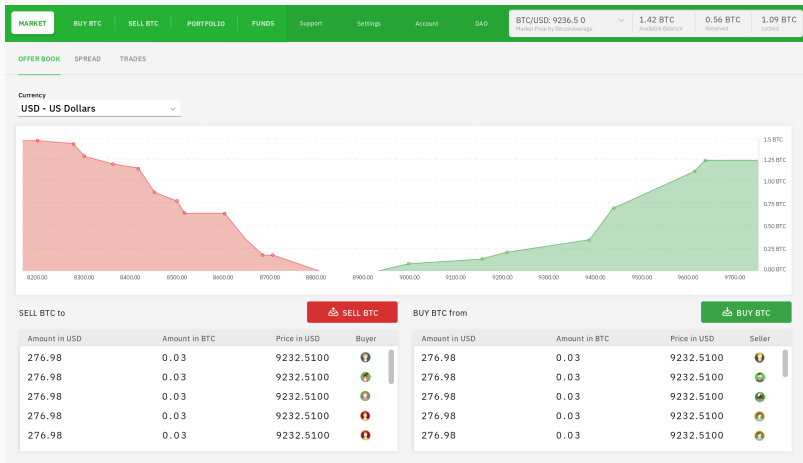 MARKET BUY BTC SELL BTC PORTFOLIO FUNDS Support Settings Account DAO
BTC/USD: 9236.5 0
Market Price by BitcoinAverage
1.42 BTC
Available Balance
0.56 BTC
Reserved
1.09 BTC
Locked
OFFER BOOK SPREAD TRADES
Currency
USD - US Dollars
1.5 BTC
1.25 BTC
1.00 BTC
0.75 BTC
0.50 BTC
0.25 BTC
0.00 BTC
8200.00 8300.00 8400.00 8500.00 8600.00 8700.00 8800.00 8900.00 9000.00 9100.00 9200.00 9300.00 9400.00 9500.00 9600.00 9700.00
SELL BTC to
SELL BTC
Amount in USD Amount in BTC Price in USD Buyer
276.98 0.03 9232.5100
276.98 0.03 9232.5100
276.98 0.03 9232.5100
276.98 0.03 9232.5100
276.98 0.03 9232.5100
BUY BTC from
BUY BTC
Amount in USD Amount in BTC Price in USD Seller
276.98 0.03 9232.5100
276.98 0.03 9232.5100
276.98 0.03 9232.5100
276.98 0.03 9232.5100
276.98 0.03 9232.5100